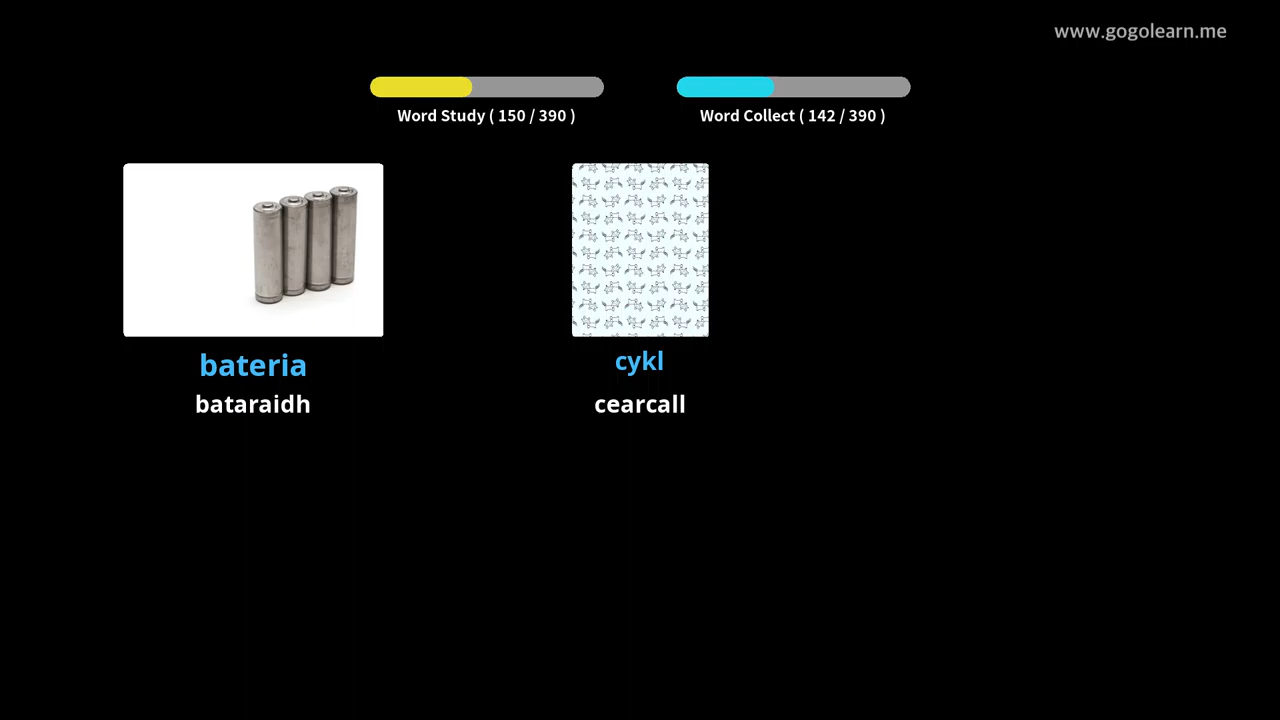 www.gogolearn.me
Word Study ( 150 / 390 )
Word Collect ( 142 / 390 )
bateria
bataraidh
cykl
cearcall